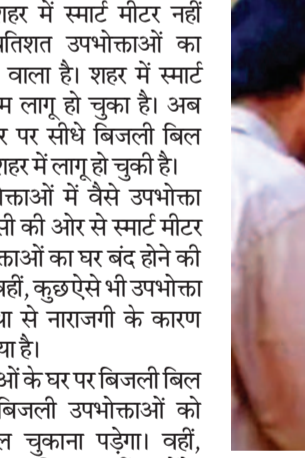 शहर में स्मार्ट मीटर नहीं
प्रतिशत उपभोक्ताओं का
वाला है। शहर में स्मार्ट
लागू हो चुका है। अब
पर सीधे बिजली बिल
शहर में लागू हो चुकी है।
में वैसे उपभोक्ता
की ओर से स्मार्ट मीटर
का घर बंद होने की
वहीं, कुछ ऐसे भी उपभोक्ता
से नाराजगी के कारण
है।
के घर पर बिजली बिल
बिजली उपभोक्ताओं को
चुकाना पड़ेगा। वहीं,